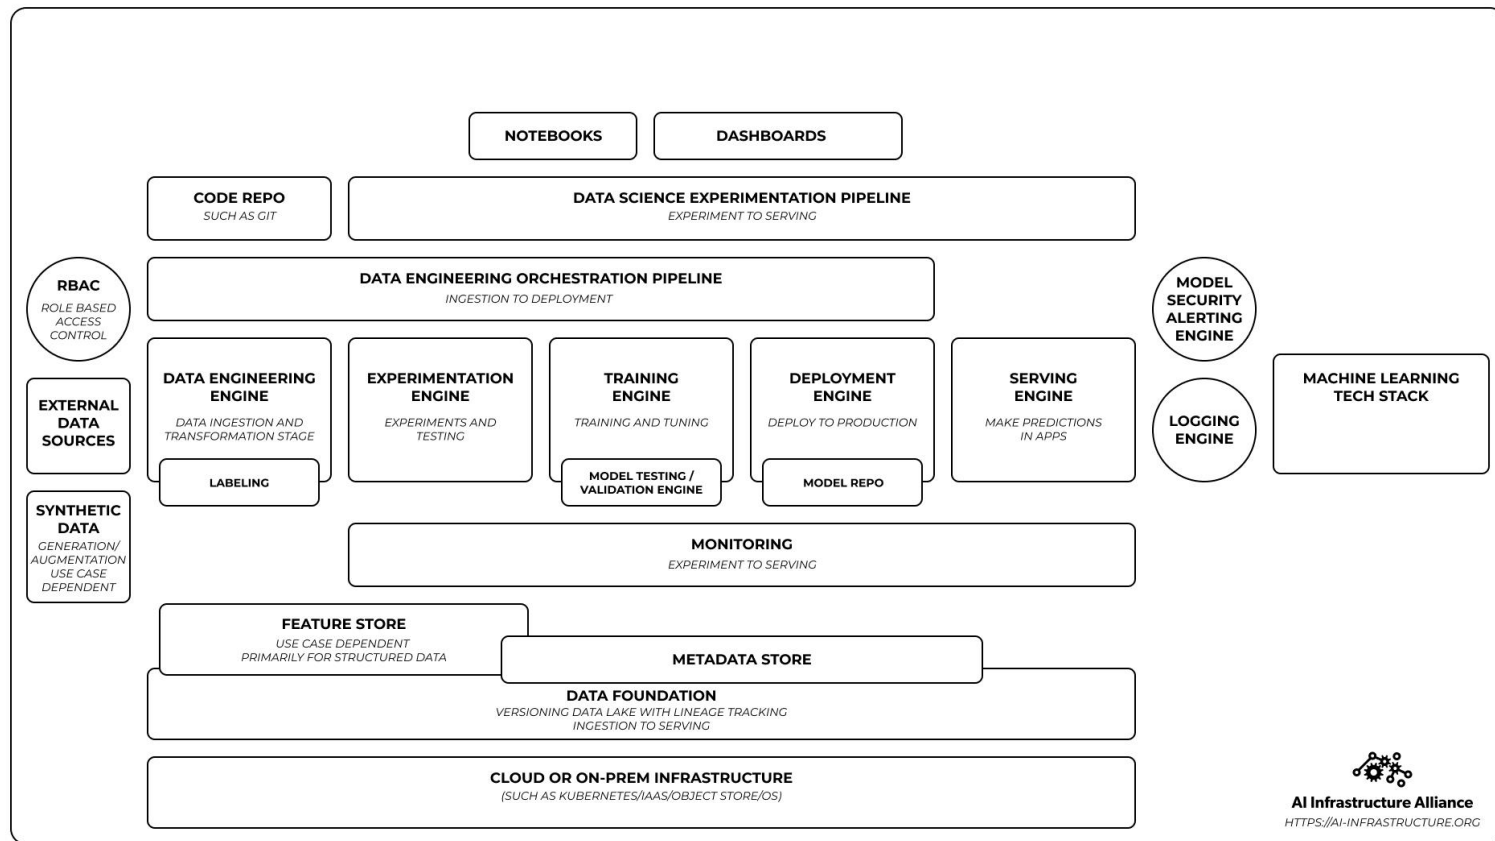 NOTEBOOKS
DASHBOARDS
CODE REPO
SUCH AS GIT
DATA SCIENCE EXPERIMENTATION PIPELINE
EXPERIMENT TO SERVING
RBAC
ROLE BASED
ACCESS
CONTROL
DATA ENGINEERING ORCHESTRATION PIPELINE
INGESTION TO DEPLOYMENT
MODEL
SECURITY
ALERTING
ENGINE
EXTERNAL
DATA
SOURCES
DATA ENGINEERING
ENGINE
DATA INGESTION AND
TRANSFORMATION STAGE
LABELING
EXPERIMENTATION
ENGINE
EXPERIMENTS AND
TESTING
TRAINING
ENGINE
TRAINING AND TUNING
MODEL TESTING /
VALIDATION ENGINE
DEPLOYMENT
ENGINE
DEPLOY TO PRODUCTION
MODEL REPO
SERVING
ENGINE
MAKE PREDICTIONS
IN APPS
LOGGING
ENGINE
MACHINE LEARNING
TECH STACK
SYNTHETIC
DATA
GENERATION/
AUGMENTATION
USE CASE
DEPENDENT
MONITORING
EXPERIMENT TO SERVING
FEATURE STORE
USE CASE DEPENDENT
PRIMARILY FOR STRUCTURED DATA
METADATA STORE
DATA FOUNDATION
VERSIONING DATA LAKE WITH LINEAGE TRACKING
INGESTION TO SERVING
CLOUD OR ON-PREM INFRASTRUCTURE
(SUCH AS KUBERNETES/IAAS/OBJECT STORE/OS)
AI Infrastructure Alliance
HTTPS://AI-INFRASTRUCTURE.ORG